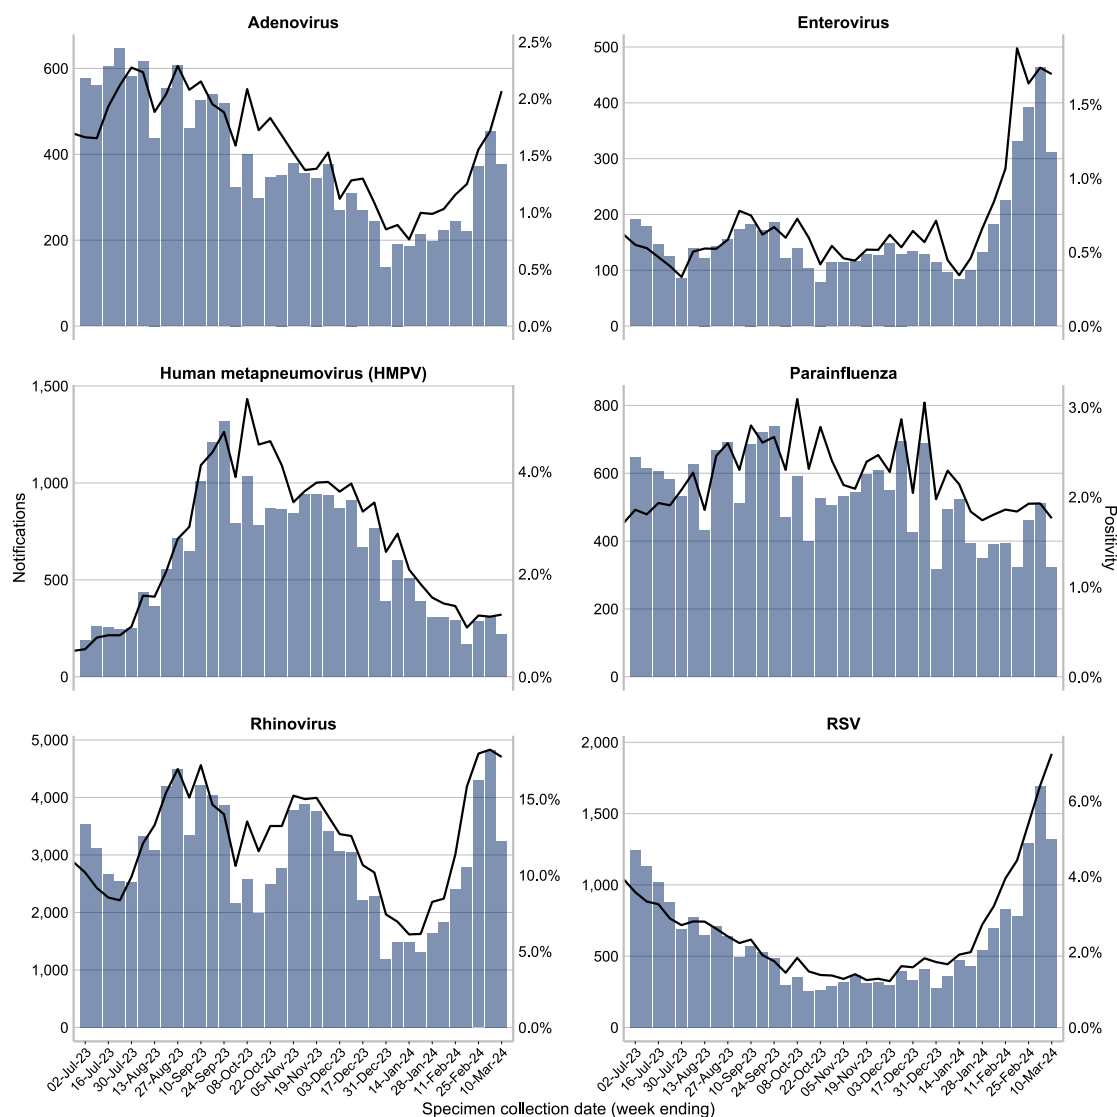 Adenovirus
Enterovirus
600
400
200
0
2.5%
2.0%
1.5%
1.0%
0.5%
0.0%
500
400
300
200
100
0
1.5%
1.0%
0.5%
0.0%
Human metapneumovirus (HMPV)
Parainfluenza
Notifications
1,500
1,000
500
0
4.0%
2.0%
0.0%
800
600
400
200
0
3.0%
2.0%
1.0%
0.0%
Positivity
Rhinovirus
RSV
5,000
4,000
3,000
2,000
1,000
0
15.0%
10.0%
5.0%
0.0%
2,000
1,500
1,000
500
0
6.0%
4.0%
2.0%
0.0%
02-Jul-23
16-Jul-23
30-Jul-23
13-Aug-23
27-Aug-23
10-Sep-23
24-Sep-23
08-Oct-23
22-Oct-23
05-Nov-23
19-Nov-23
03-Dec-23
17-Dec-23
31-Dec-23
14-Jan-24
28-Jan-24
11-Feb-24
25-Feb-24
10-Mar-24
02-Jul-23
16-Jul-23
30-Jul-23
13-Aug-23
27-Aug-23
10-Sep-23
24-Sep-23
08-Oct-23
22-Oct-23
05-Nov-23
19-Nov-23
03-Dec-23
17-Dec-23
31-Dec-23
14-Jan-24
28-Jan-24
11-Feb-24
25-Feb-24
10-Mar-24
Specimen collection date (week ending)